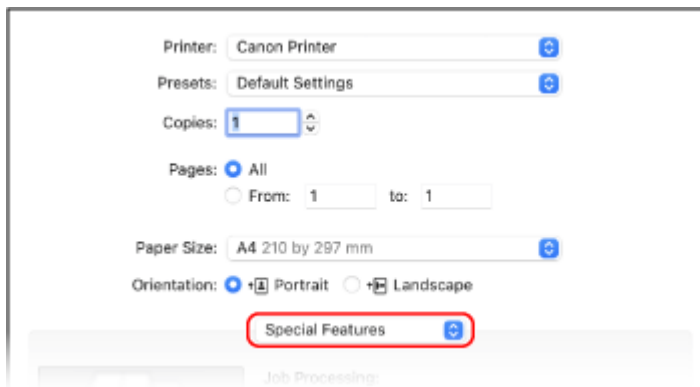 Printer: Canon Printer
Presets: Default Settings
Copies: 1
Pages: All
From: 1 to: 1
Paper Size: A4 210 by 297 mm
Orientation: Portrait Landscape
Special Features
Job Processing: